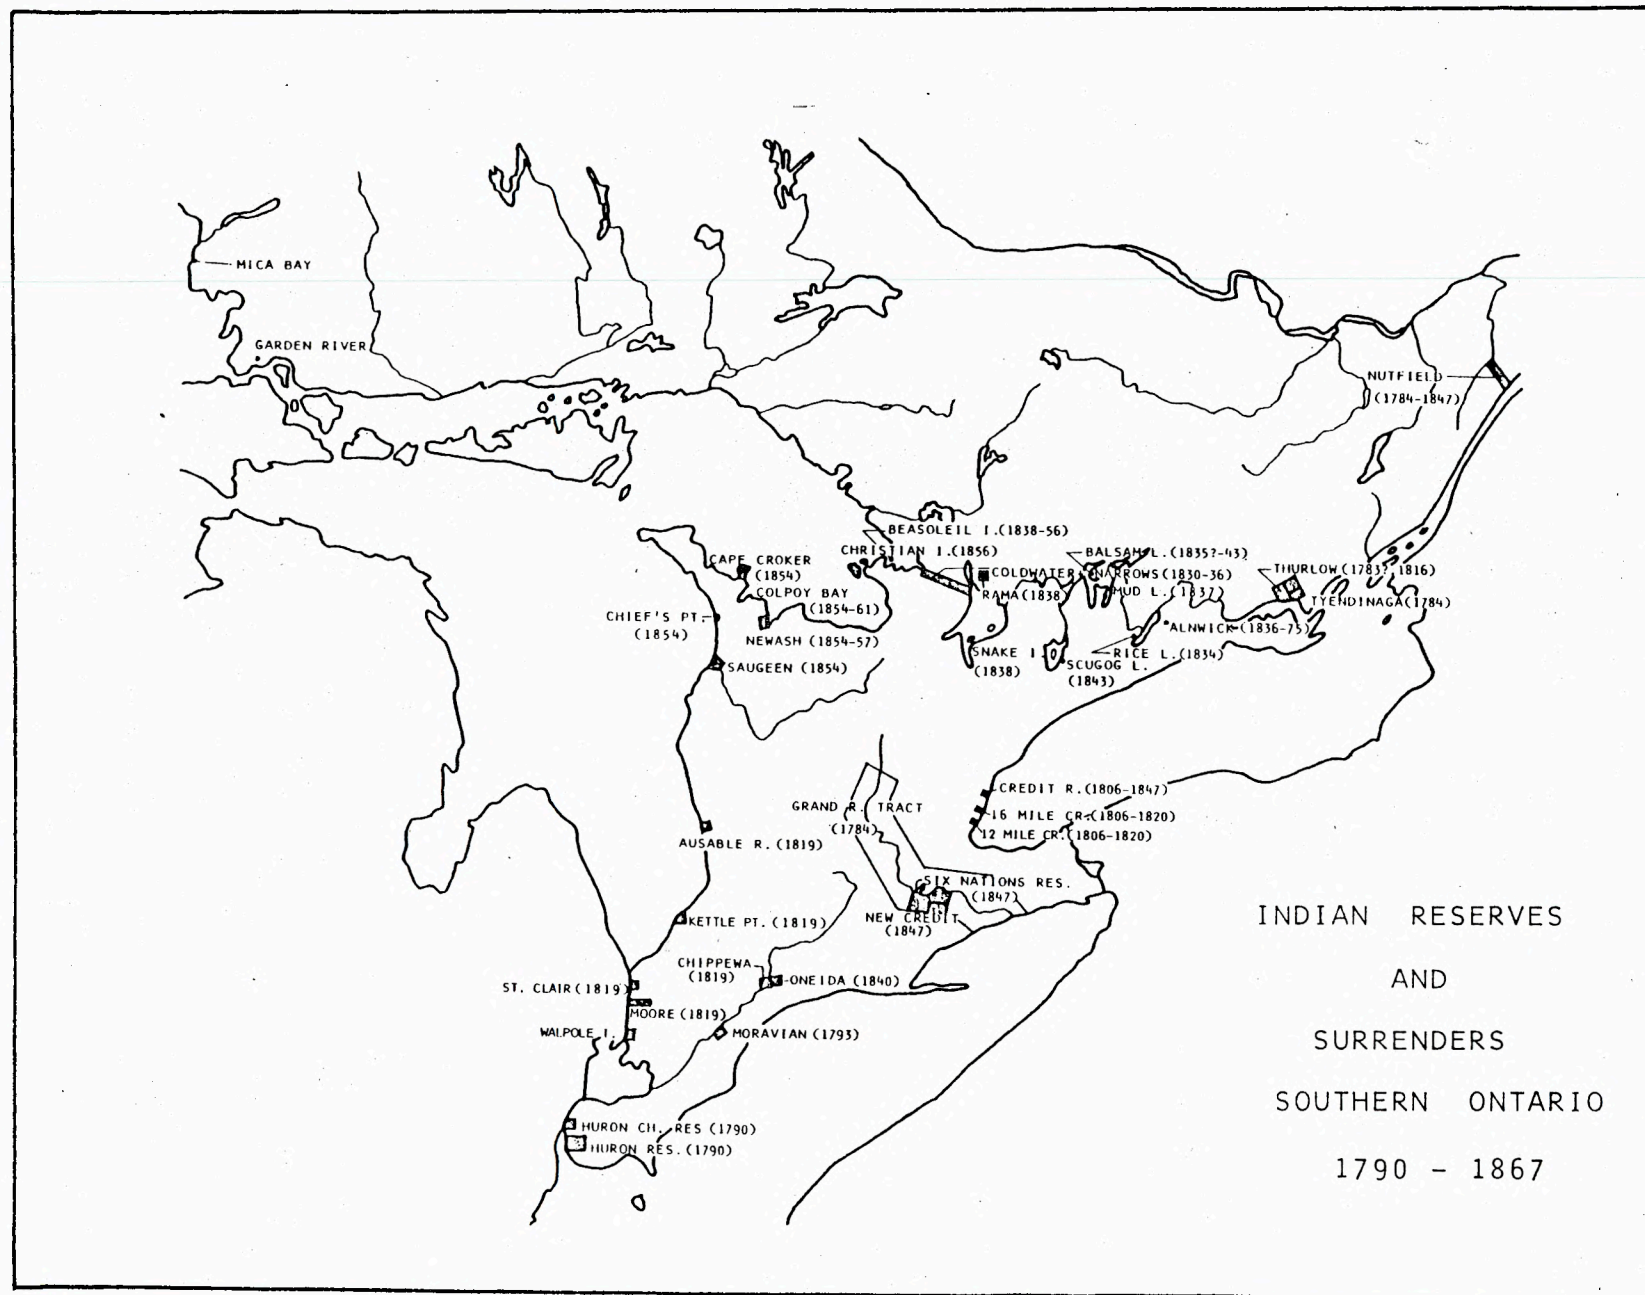 MICA BAY
GARDEN RIVER
NUTFIELD
(1784-1847)
BEASOLEIL I.(1838-56)
CHRISTIAN I.(1856)
BALSAM L.(1835?-43)
COLDWATER NARROWS(1830-36)
THURLOW(1783?,1816)
CAPE CROKER
(1854)
RAMA(1838
MUD L.(1837)
TYENDINAGA(1784)
COLPOY BAY
(1854-61)
CHIEF'S PT.
(1854)
ALNWICK(1836-75)
NEWASH (1854-57)
SNAKE I.
(1838)
RICE L.(1834)
SAUGEEN (1854)
SCUGOG L.
(1843)
CREDIT R.(1806-1847)
GRAND R. TRACT
(1784)
16 MILE CR.(1806-1820)
12 MILE CR.(1806-1820)
AUSABLE R. (1819)
SIX NATIONS RES.
(1847)
NEW CREDIT
(1847)
KETTLE PT. (1819)
CHIPPEWA
(1819)
ONEIDA (1840)
ST. CLAIR(1819)
MOORE (1819)
WALPOLE I.
MORAVIAN (1793)
HURON CH. RES (1790)
HURON RES. (1790)
INDIAN RESERVES
AND
SURRENDERS
SOUTHERN ONTARIO
1790 - 1867